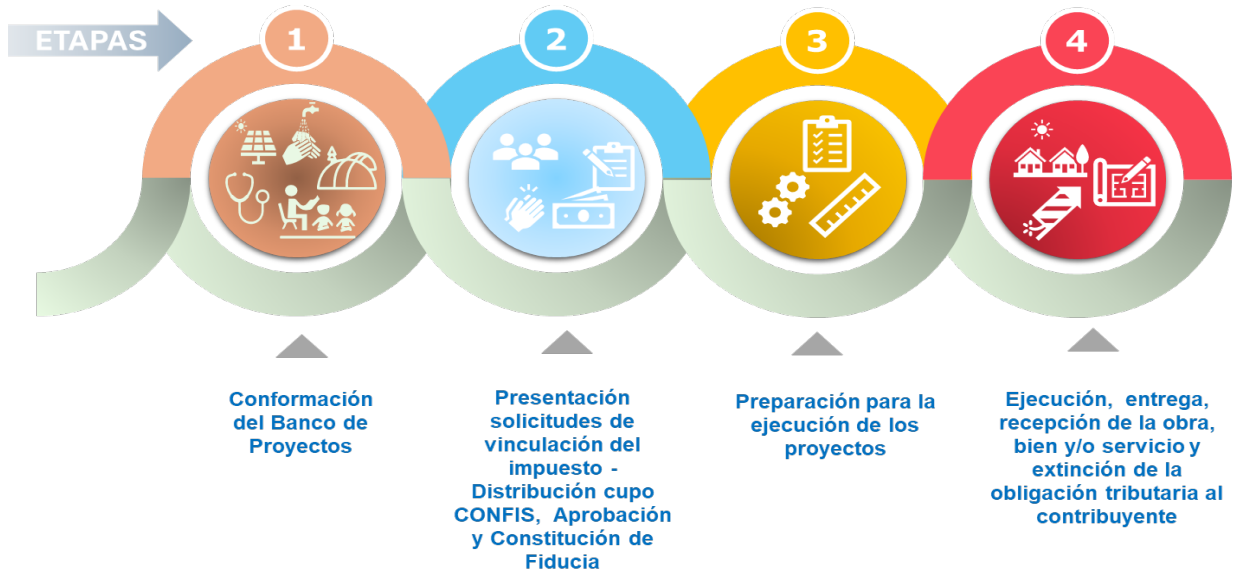 ETAPAS
1
2
3
4
Conformación
del Banco de
Proyectos
Presentación
solicitudes de
vinculación del
impuesto -
Distribución cupo
CONFIS, Aprobación
y Constitución de
Fiducia
Preparación para la
ejecución de los
proyectos
Ejecución, entrega,
recepción de la obra,
bien y/o servicio y
extinción de la
obligación tributaria al
contribuyente